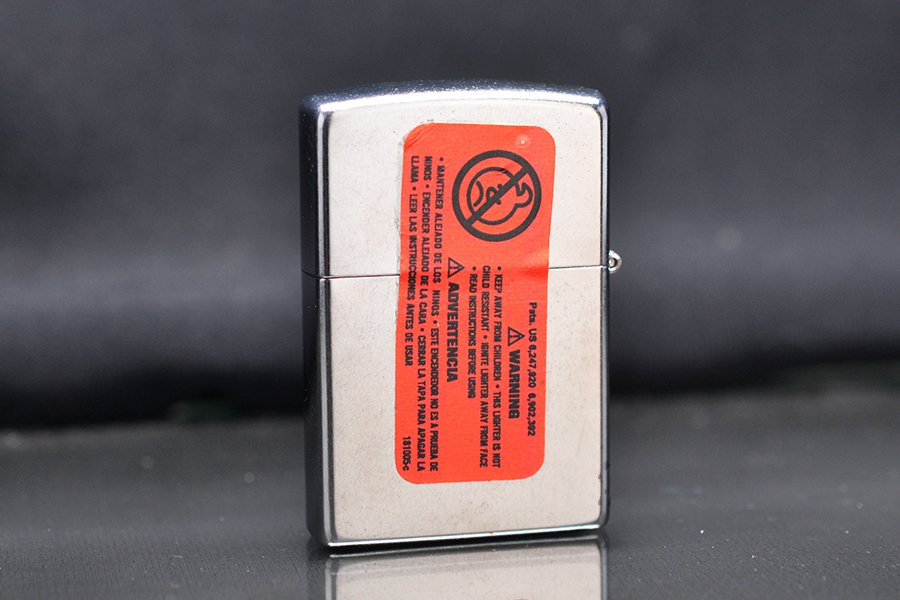 Pats. US 6,247,920 6,902,392
⚠ WARNING
• KEEP AWAY FROM CHILDREN • THIS LIGHTER IS NOT
CHILD RESISTANT • IGNITE LIGHTER AWAY FROM FACE
• READ INSTRUCTIONS BEFORE USING
⚠ ADVERTENCIA
• MANTENER ALEJADO DE LOS NINOS • ESTE ENCENDEDOR NO ES A PRUEBA DE
NINOS • ENCENDER ALEJADO DE LA CARA • CERRAR LA TAPA PARA APAGAR LA
LLAMA • LEER LAS INSTRUCCIONES ANTES DE USAR
181005-c